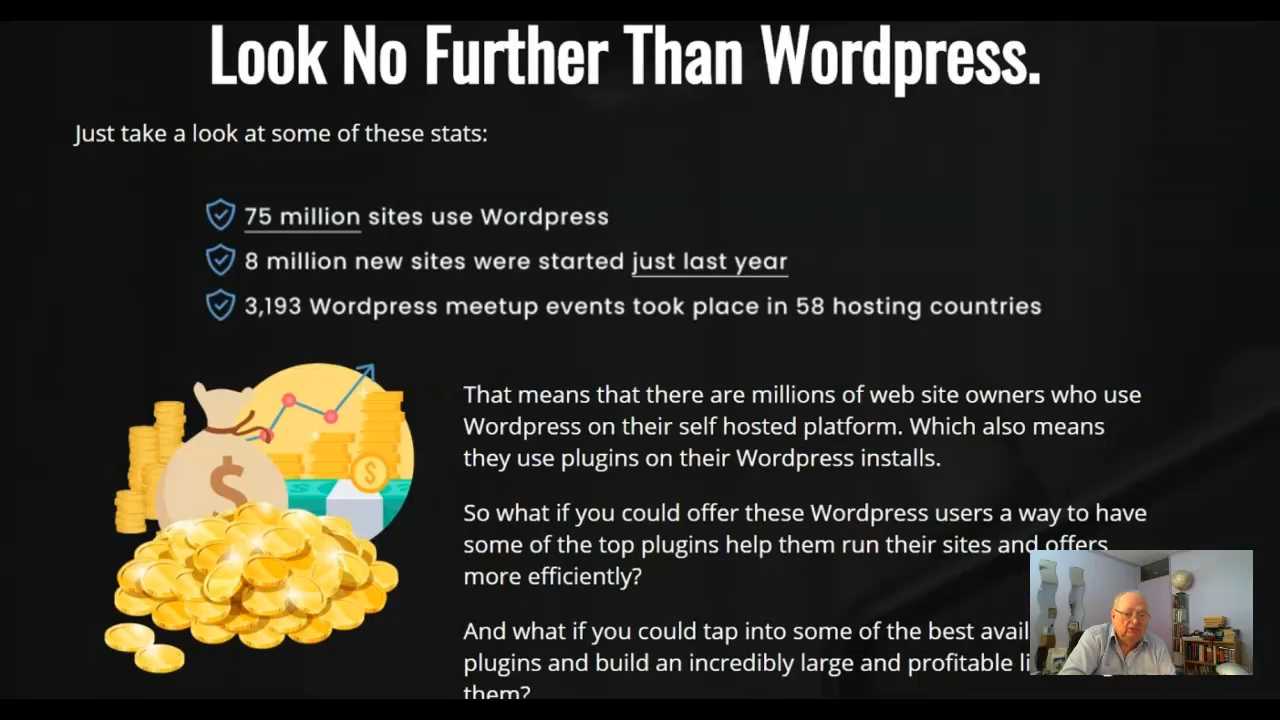 Look No Further Than Wordpress.
Just take a look at some of these stats:
75 million sites use Wordpress
8 million new sites were started just last year
3,193 Wordpress meetup events took place in 58 hosting countries
That means that there are millions of web site owners who use
Wordpress on their self hosted platform. Which also means
they use plugins on their Wordpress installs.
So what if you could offer these Wordpress users a way to have
some of the top plugins help them run their sites and offers
more efficiently?
And what if you could tap into some of the best
plugins and build an incredibly large and profitable
them?